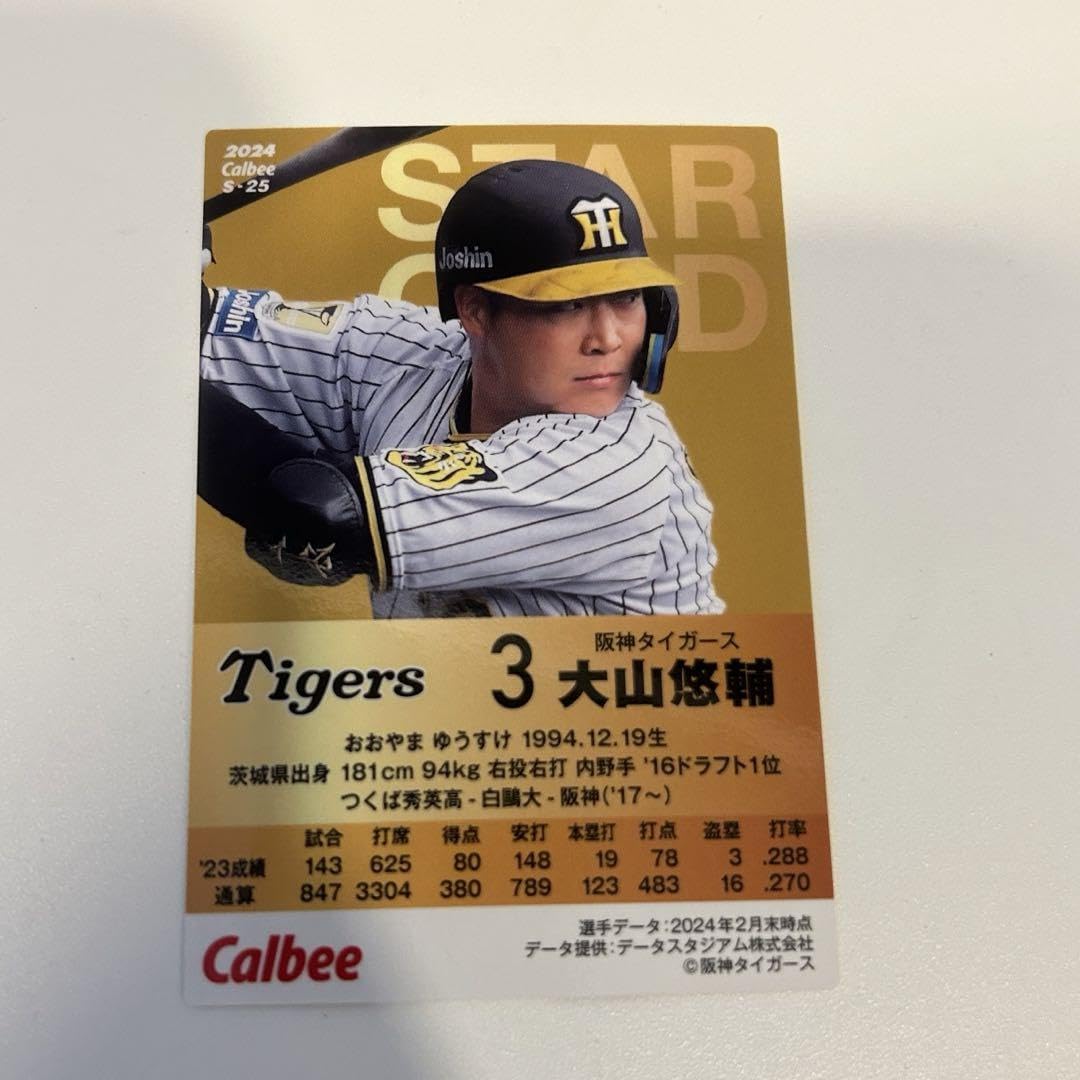 2024
Calbee
S-25
STAR
CARD
Joshin
Joshin
Tigers 3 阪神タイガース
大山悠輔
おおやま ゆうすけ 1994.12.19生
茨城県出身 181cm 94kg 右投右打 内野手 '16ドラフト1位
つくば秀英高-白鷗大-阪神('17〜)
試合 打席 得点 安打 本塁打 打点 盗塁 打率
'23成績 143 625 80 148 19 78 3 .288
通算 847 3304 380 789 123 483 16 .270
Calbee
選手データ:2024年2月末時点
データ提供:データスタジアム株式会社
©阪神タイガース